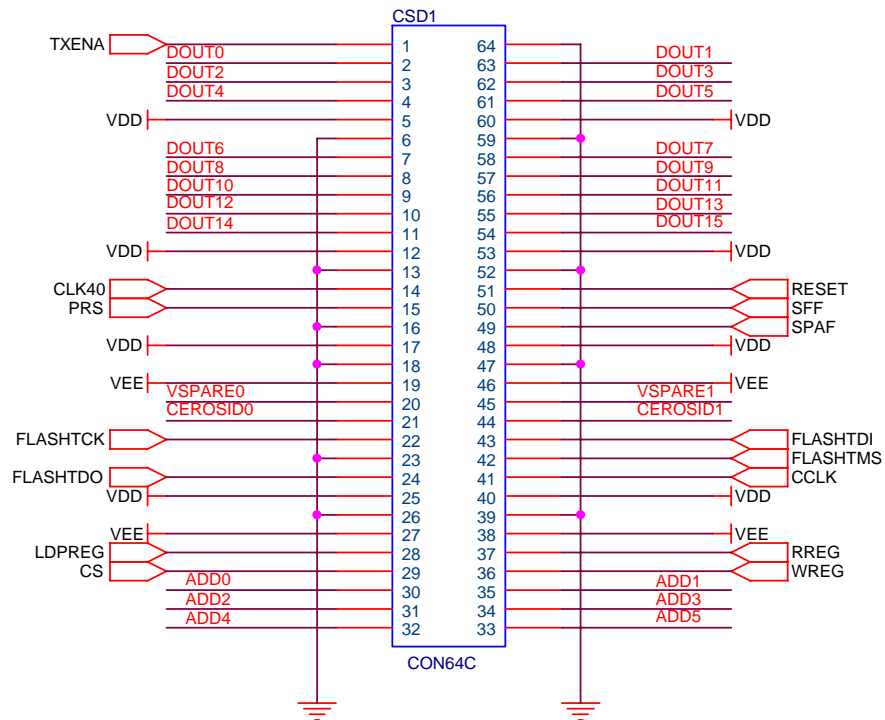 CSD1
TXENA 1 64
DOUT0 2 63 DOUT1
DOUT2 3 62 DOUT3
DOUT4 4 61 DOUT5
VDD 5 60 VDD
6 59
DOUT6 7 58 DOUT7
DOUT8 8 57 DOUT9
DOUT10 9 56 DOUT11
DOUT12 10 55 DOUT13
DOUT14 11 54 DOUT15
VDD 12 53 VDD
13 52
CLK40 14 51 RESET
PRS 15 50 SFF
16 49 SPAF
VDD 17 48 VDD
18 47
VEE 19 46 VEE
VSPARE0 20 45 VSPARE1
CEROSID0 21 44 CEROSID1
FLASHTCK 22 43 FLASHTDI
23 42 FLASHTMS
FLASHTDO 24 41 CCLK
VDD 25 40 VDD
26 39
VEE 27 38 VEE
LDPREG 28 37 RREG
CS 29 36 WREG
ADD0 30 35 ADD1
ADD2 31 34 ADD3
ADD4 32 33 ADD5
CON64C